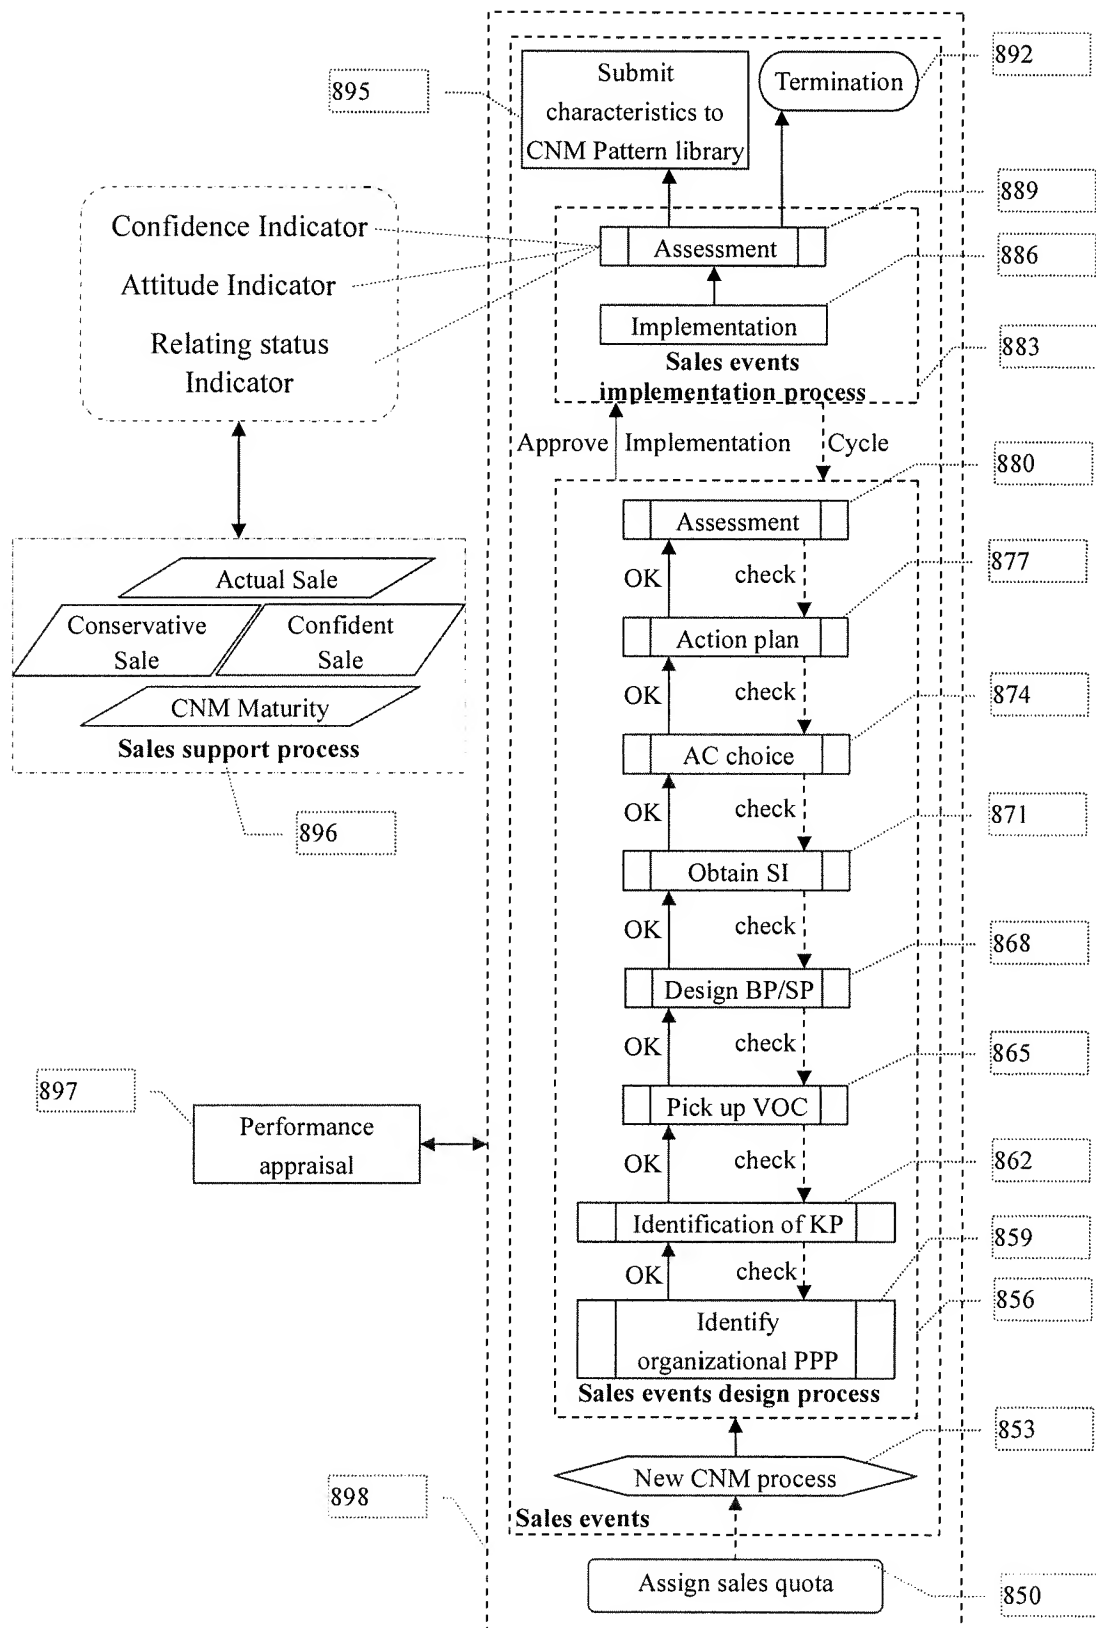 892
Termination
Submit
characteristics to
CNM Pattern library
895
889
Confidence Indicator
Assessment
886
Attitude Indicator
Implementation
Relating status
Indicator
883
Sales events
implementation process
Approve Implementation Cycle
880
Assessment
OK check
877
Actual Sale
Conservative
Sale
Confident
Sale
Action plan
OK check
874
CNM Maturity
Sales support process
AC choice
896
OK check
871
Obtain SI
OK check
868
Design BP/SP
OK check
865
897
Performance
appraisal
Pick up VOC
OK check
862
Identification of KP
859
OK check
856
Identify
organizational PPP
Sales events design process
853
New CNM process
898
Sales events
Assign sales quota
850